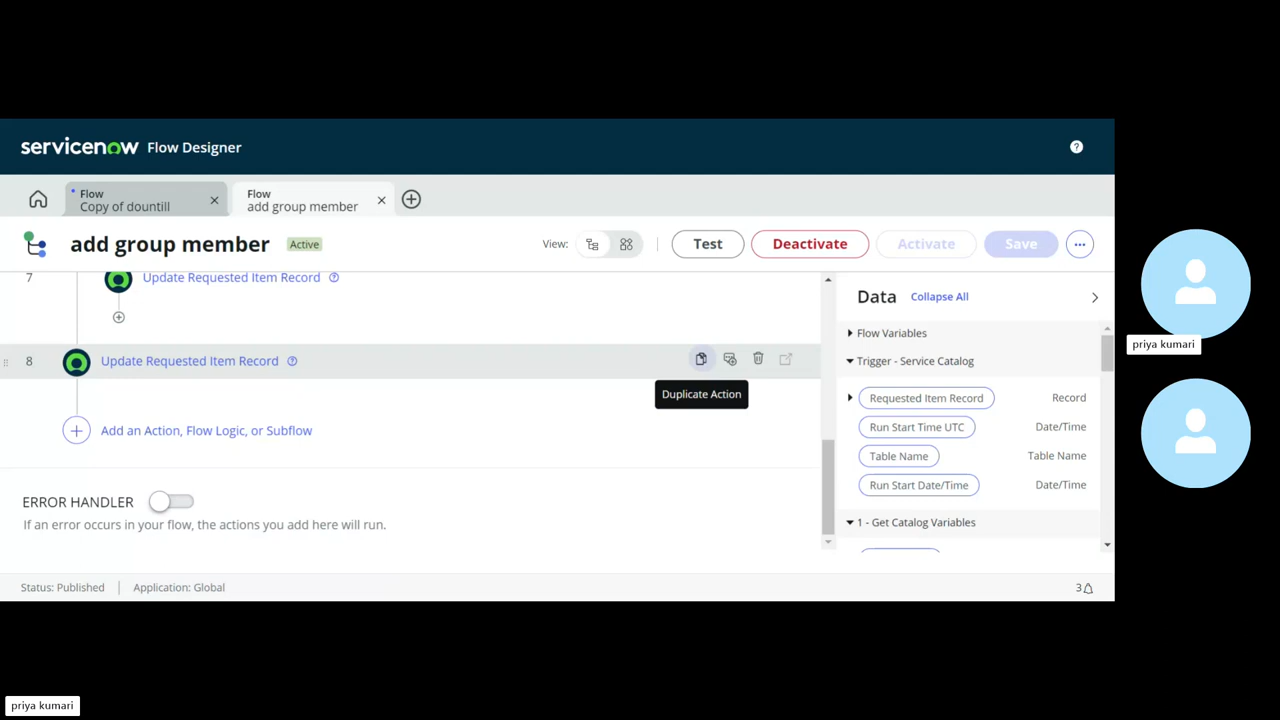 servicenow Flow Designer
Flow
Copy of dountill
Flow
add group member
add group member Active
View:
Test
Deactivate
Activate
Save
7 Update Requested Item Record
8 Update Requested Item Record
Duplicate Action
Add an Action, Flow Logic, or Subflow
ERROR HANDLER
If an error occurs in your flow, the actions you add here will run.
Data Collapse All
Flow Variables
Trigger - Service Catalog
Requested Item Record Record
Run Start Time UTC Date/Time
Table Name Table Name
Run Start Date/Time Date/Time
1 - Get Catalog Variables
Status: Published Application: Global
3
priya kumari
priya kumari